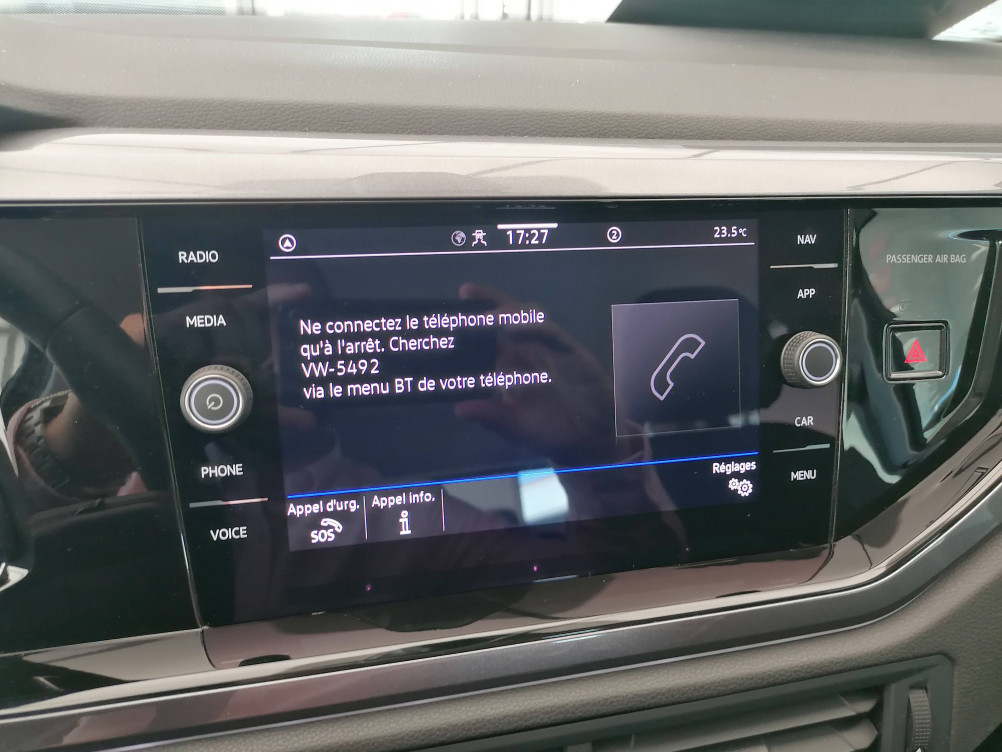 RADIO
MEDIA
PHONE
VOICE
17:27
2
23.5°C
Ne connectez le téléphone mobile
qu'à l'arrêt. Cherchez
VW-5492
via le menu BT de votre téléphone.
Appel d'urg.
SOS
Appel info.
i
Réglages
NAV
APP
CAR
MENU
PASSENGER AIR BAG